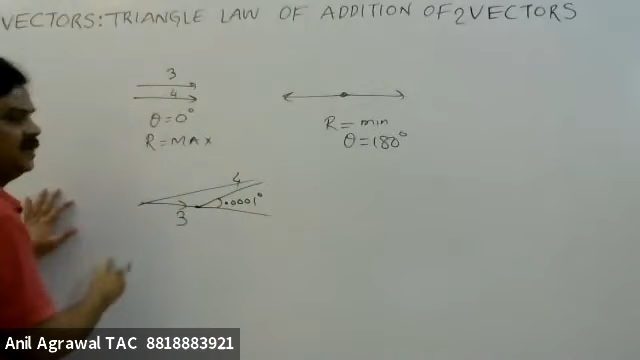 VECTORS: TRIANGLE LAW OF ADDITION OF 2 VECTORS
3
4
θ=0°
R=MAX
R=min
θ=180°
4
.0001°
3
Anil Agrawal TAC 8818883921